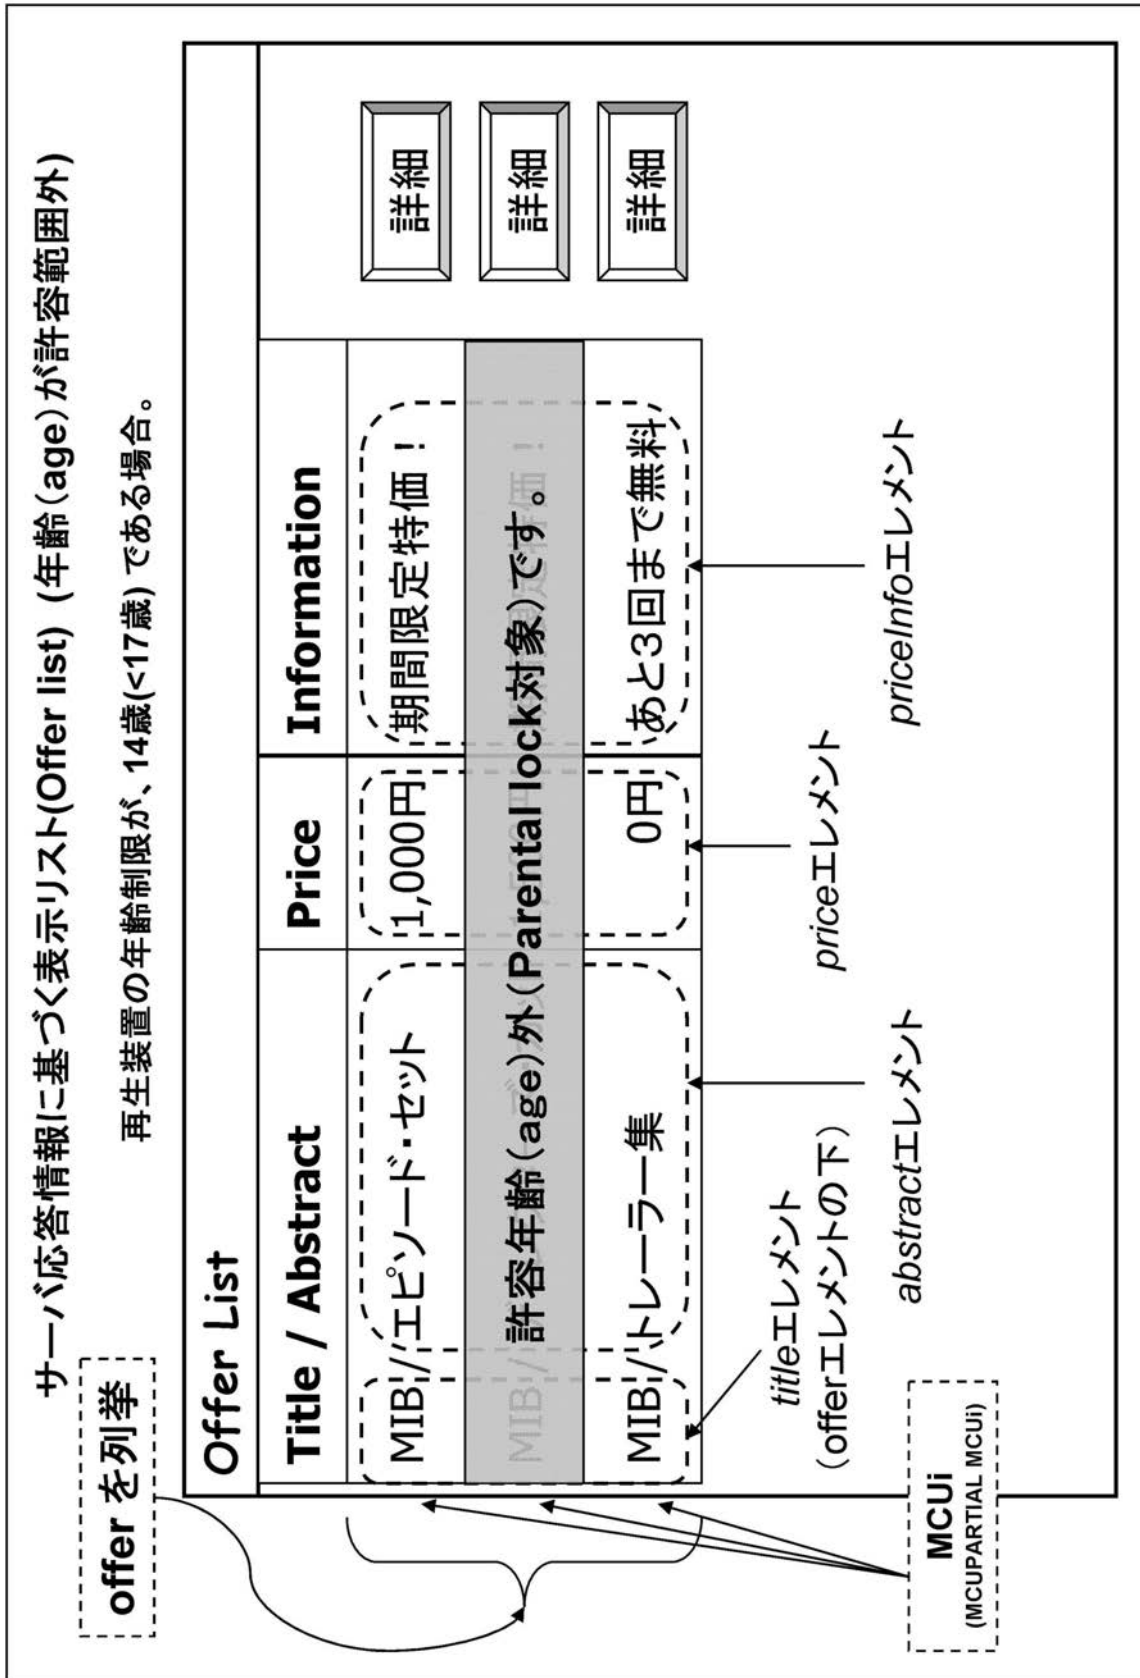 サーバ応答情報に基づく表示リスト(Offer list) (年齢(age)が許容範囲外)
再生装置の年齢制限が、14歳(<17歳) である場合。
offer を列挙
Offer List
Title / Abstract Price Information
MIB /エピソード・セット 1,000円 期間限定特価！ 詳細
許容年齢(age)外(Parental lock対象)です。 詳細
MIB /トレーラー集 0円 あと3回まで無料 詳細
titleエレメント
(offerエレメントの下)
abstractエレメント
priceエレメント
priceInfoエレメント
MCUi
(MCUPARTIAL MCUi)